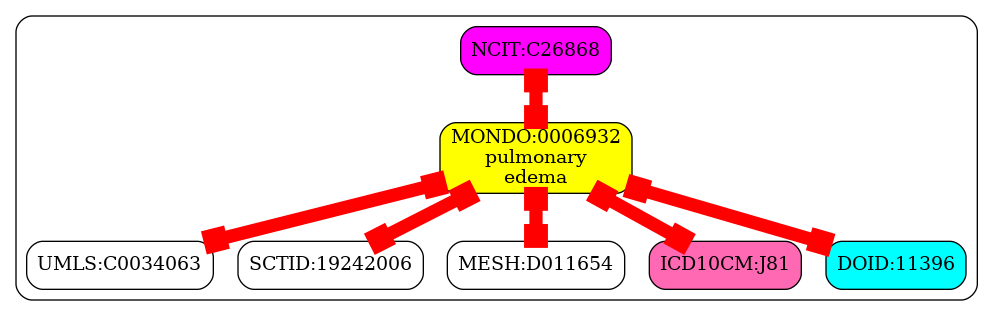 NCIT:C26868
MONDO:0006932
pulmonary
edema
UMLS:C0034063
SCTID:19242006
MESH:D011654
ICD10CM:J81
DOID:11396